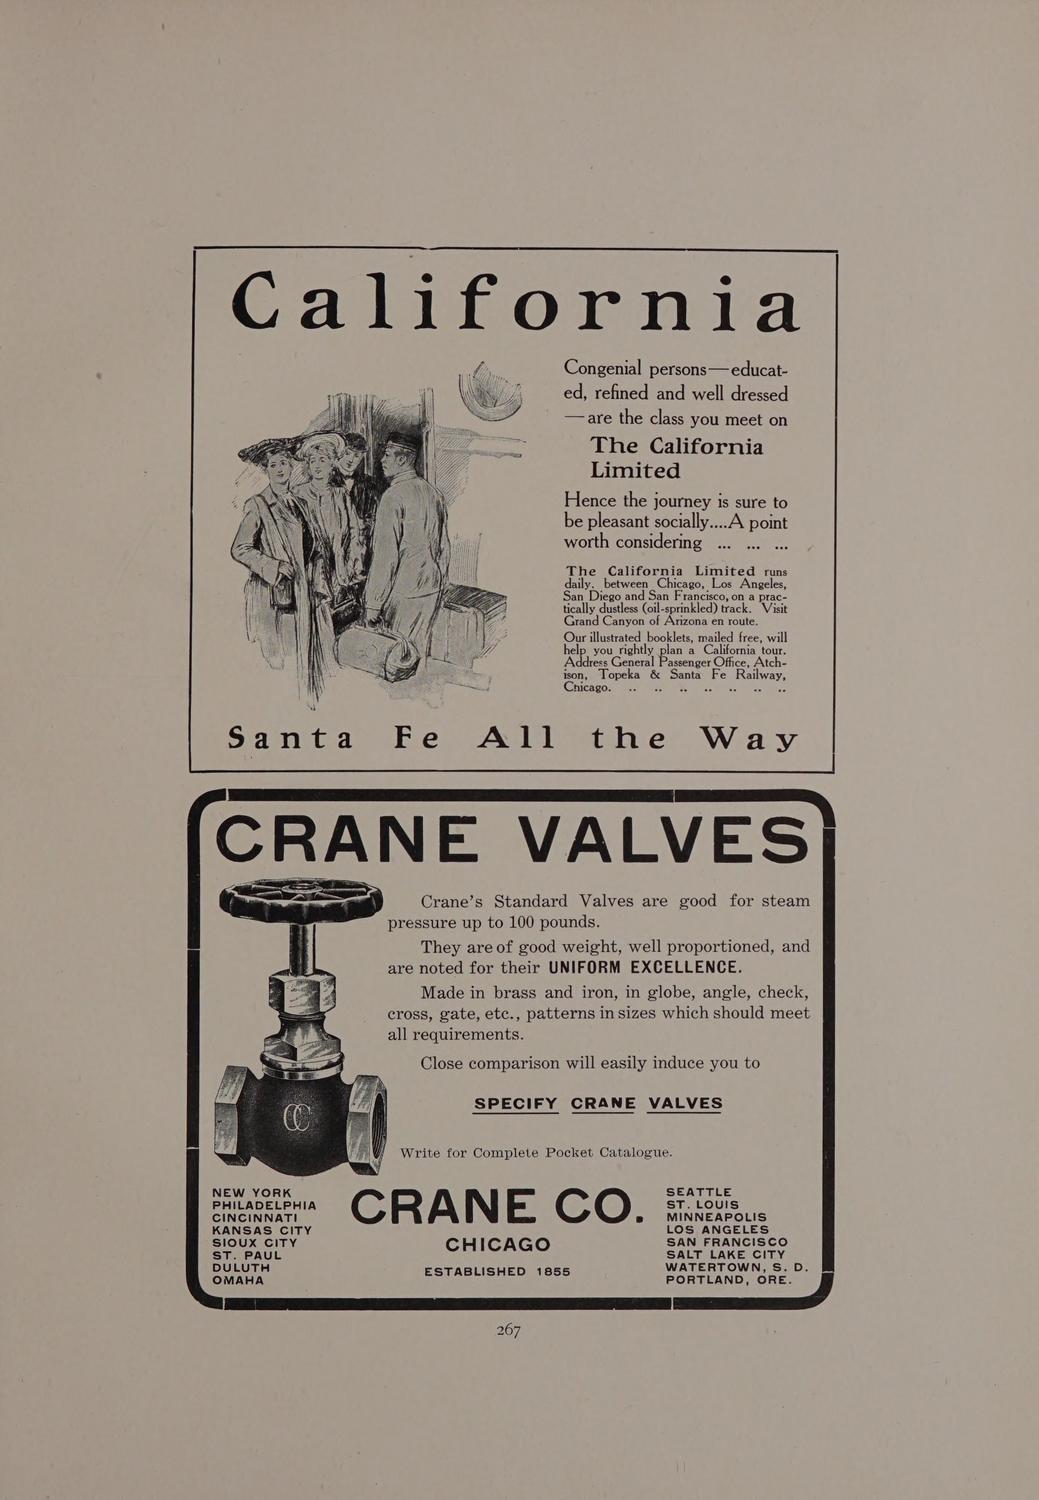 California
Congenial persons—educat-
ed, refined and well dressed
—are the class you meet on
The California
Limited
Hence the journey is sure to
be pleasant socially....A point
worth considering ... ... ...
The California Limited runs
daily, between Chicago, Los Angeles,
San Diego and San Francisco, on a prac-
tically dustless (oil-sprinkled) track. Visit
Grand Canyon of Arizona en route.
Our illustrated booklets, mailed free, will
help you rightly plan a California tour.
Address General Passenger Office, Atch-
ison, Topeka & Santa Fe Railway,
Chicago. .. .. .. .. .. .. ..
Santa Fe All the Way
CRANE VALVES
Crane's Standard Valves are good for steam
pressure up to 100 pounds.
They are of good weight, well proportioned, and
are noted for their UNIFORM EXCELLENCE.
Made in brass and iron, in globe, angle, check,
cross, gate, etc., patterns in sizes which should meet
all requirements.
Close comparison will easily induce you to
SPECIFY CRANE VALVES
CC
Write for Complete Pocket Catalogue.
NEW YORK
PHILADELPHIA
CINCINNATI
KANSAS CITY
SIOUX CITY
ST. PAUL
DULUTH
OMAHA
CRANE CO.
CHICAGO
ESTABLISHED 1855
SEATTLE
ST. LOUIS
MINNEAPOLIS
LOS ANGELES
SAN FRANCISCO
SALT LAKE CITY
WATERTOWN, S. D.
PORTLAND, ORE.
267